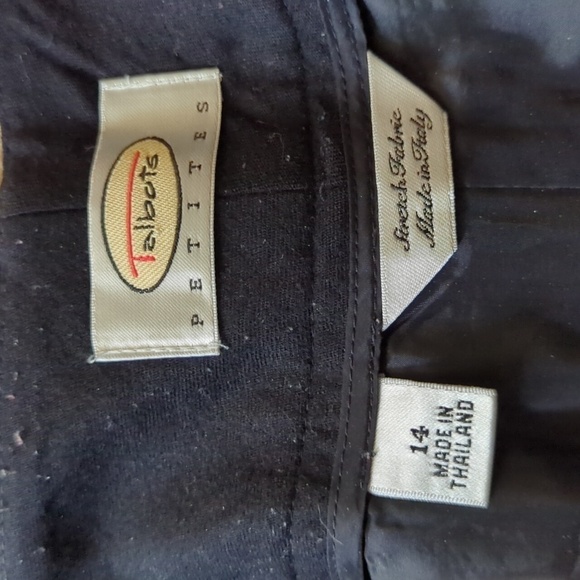 Talbots
PETITES
Stretch Fabric
Made in Italy
14
MADE IN
THAILAND